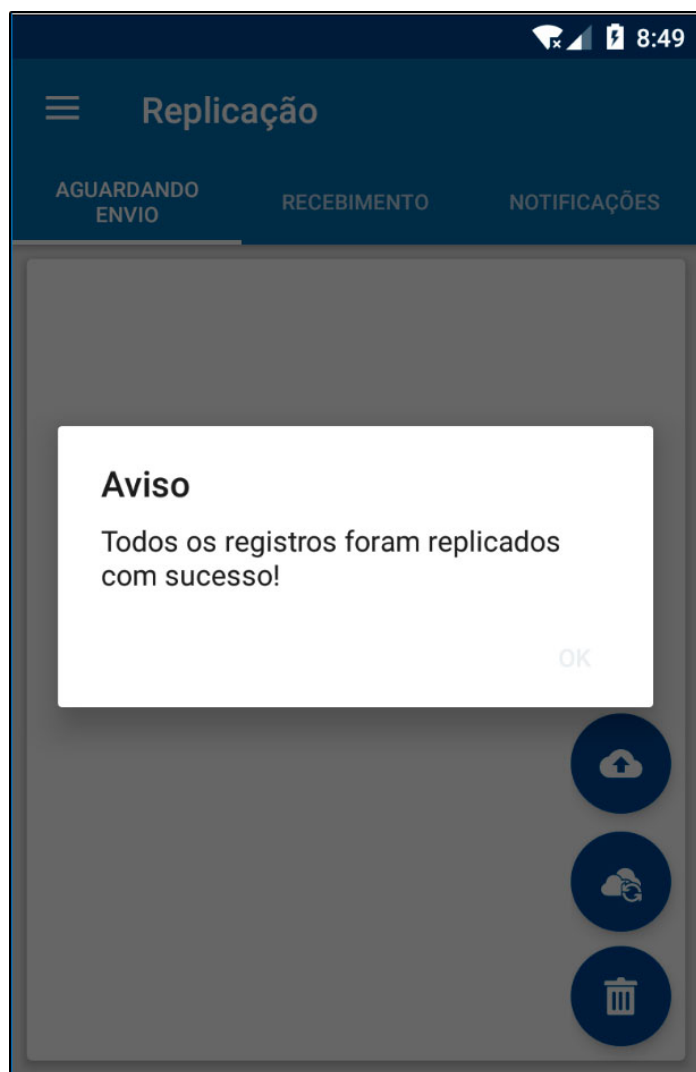 8:49
Replicação
AGUARDANDO
ENVIO
RECEBIMENTO
NOTIFICAÇÕES
Aviso
Todos os registros foram replicados
com sucesso!
OK